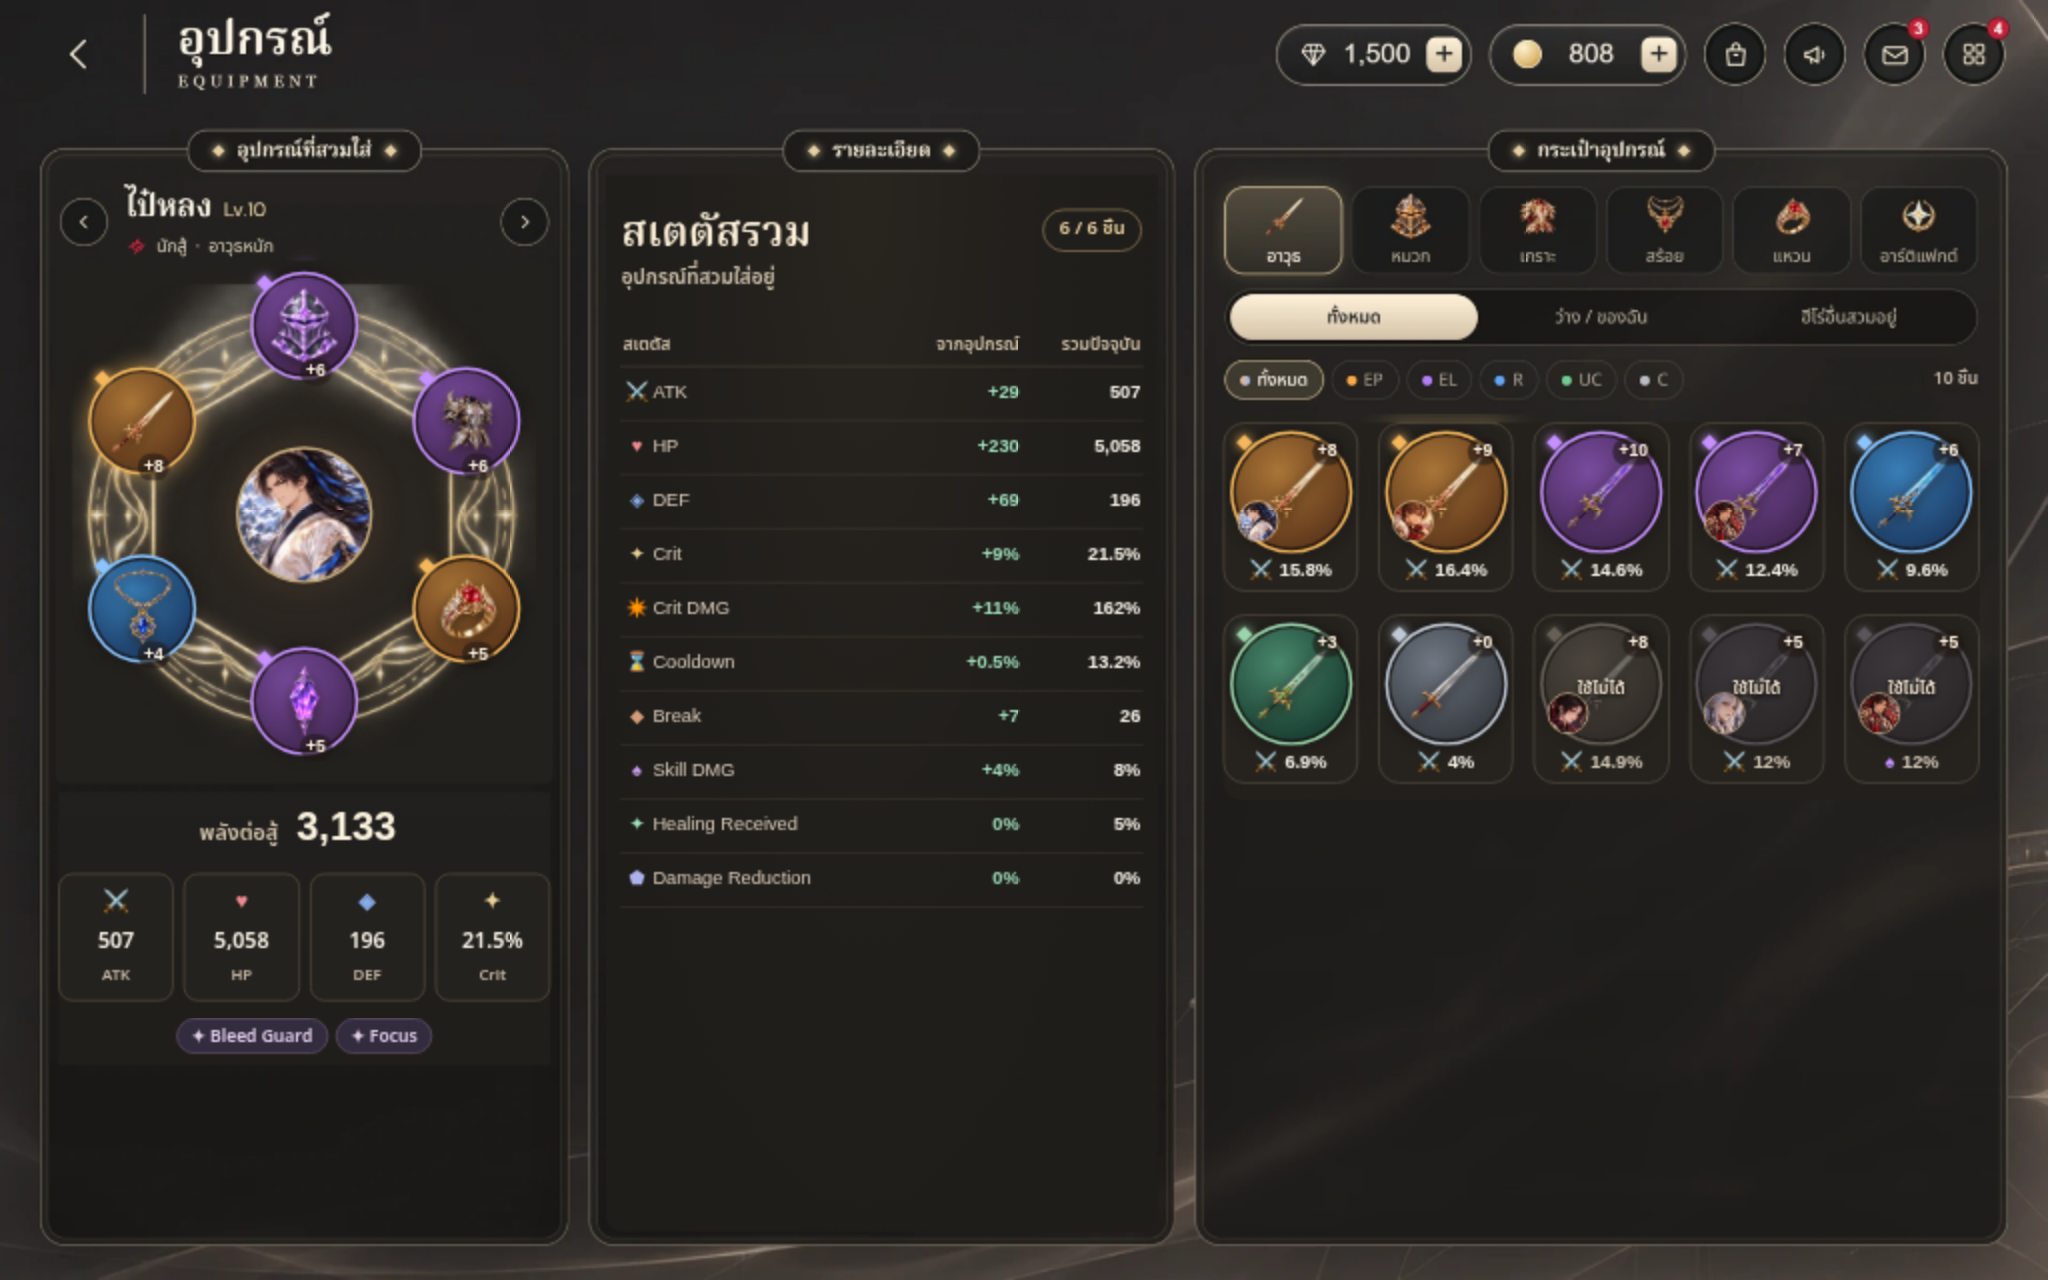 อุปกรณ์
EQUIPMENT
1,500 +
808 +
3
4
อุปกรณ์ที่สวมใส่
ไป๋หลง Lv.10
นักสู้ · อาวุธหนัก
+6
+8
+6
+4
+5
+5
พลังต่อสู้ 3,133
507
ATK
5,058
HP
196
DEF
21.5%
Crit
Bleed Guard
Focus
รายละเอียด
สเตตัสรวม
6 / 6 ชิ้น
อุปกรณ์ที่สวมใส่อยู่
สเตตัส จากอุปกรณ์ รวมปัจจุบัน
ATK +29 507
HP +230 5,058
DEF +69 196
Crit +9% 21.5%
Crit DMG +11% 162%
Cooldown +0.5% 13.2%
Break +7 26
Skill DMG +4% 8%
Healing Received 0% 5%
Damage Reduction 0% 0%
กระเป๋าอุปกรณ์
อาวุธ หมวก เกราะ สร้อย แหวน อาร์ติแฟกต์
ทั้งหมด ว่าง / ของฉัน ฮีโร่อื่นสวมอยู่
ทั้งหมด EP EL R UC C 10 ชิ้น
+8 +9 +10 +7 +6
15.8% 16.4% 14.6% 12.4% 9.6%
+3 +0 +8 +5 +5
ใช้ไม่ได้ ใช้ไม่ได้ ใช้ไม่ได้
6.9% 4% 14.9% 12% 12%